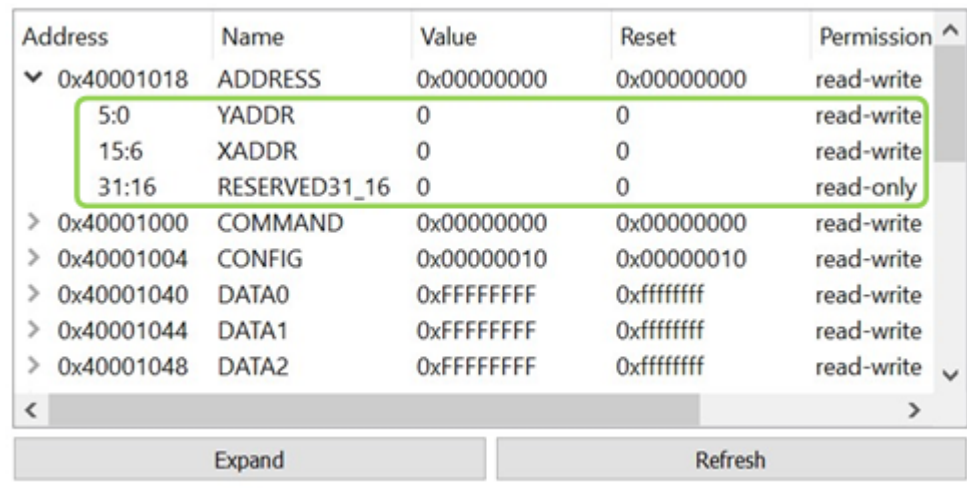 Address Name Value Reset Permission
0x40001018 ADDRESS 0x00000000 0x00000000 read-write
5:0 YADDR 0 0 read-write
15:6 XADDR 0 0 read-write
31:16 RESERVED31_16 0 0 read-only
0x40001000 COMMAND 0x00000000 0x00000000 read-write
0x40001004 CONFIG 0x00000010 0x00000010 read-write
0x40001040 DATA0 0xFFFFFFFF 0xffffffff read-write
0x40001044 DATA1 0xFFFFFFFF 0xffffffff read-write
0x40001048 DATA2 0xFFFFFFFF 0xffffffff read-write
Expand Refresh